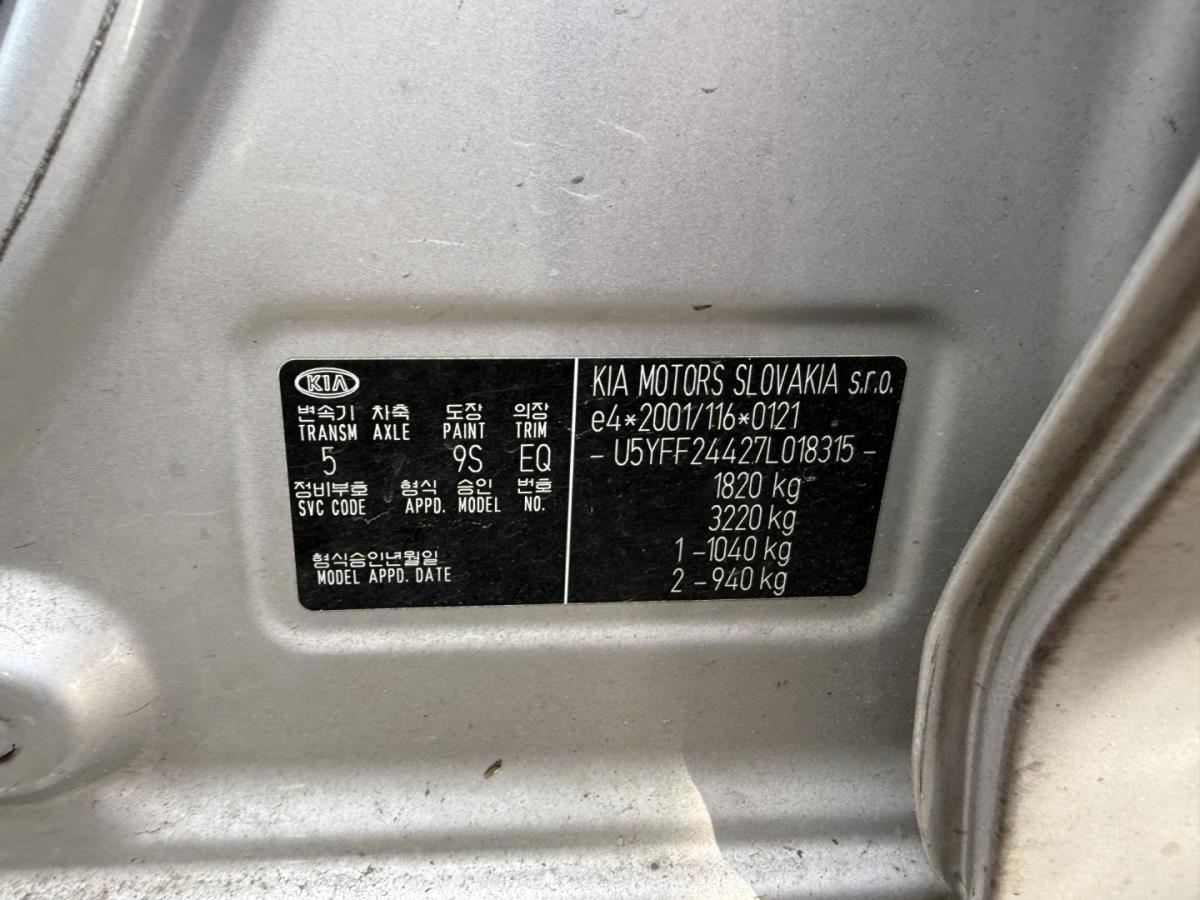 KIA
변속기 차축 도장 의장
TRANSM AXLE PAINT TRIM
5 9S EQ
정비부호 형식 승인 번호
SVC CODE APPD. MODEL NO.
형식승인년월일
MODEL APPD. DATE
KIA MOTORS SLOVAKIA s.r.o.
e4*2001/116*0121
- U5YFF24427L018315 -
1820 kg
3220 kg
1 -1040 kg
2 -940 kg